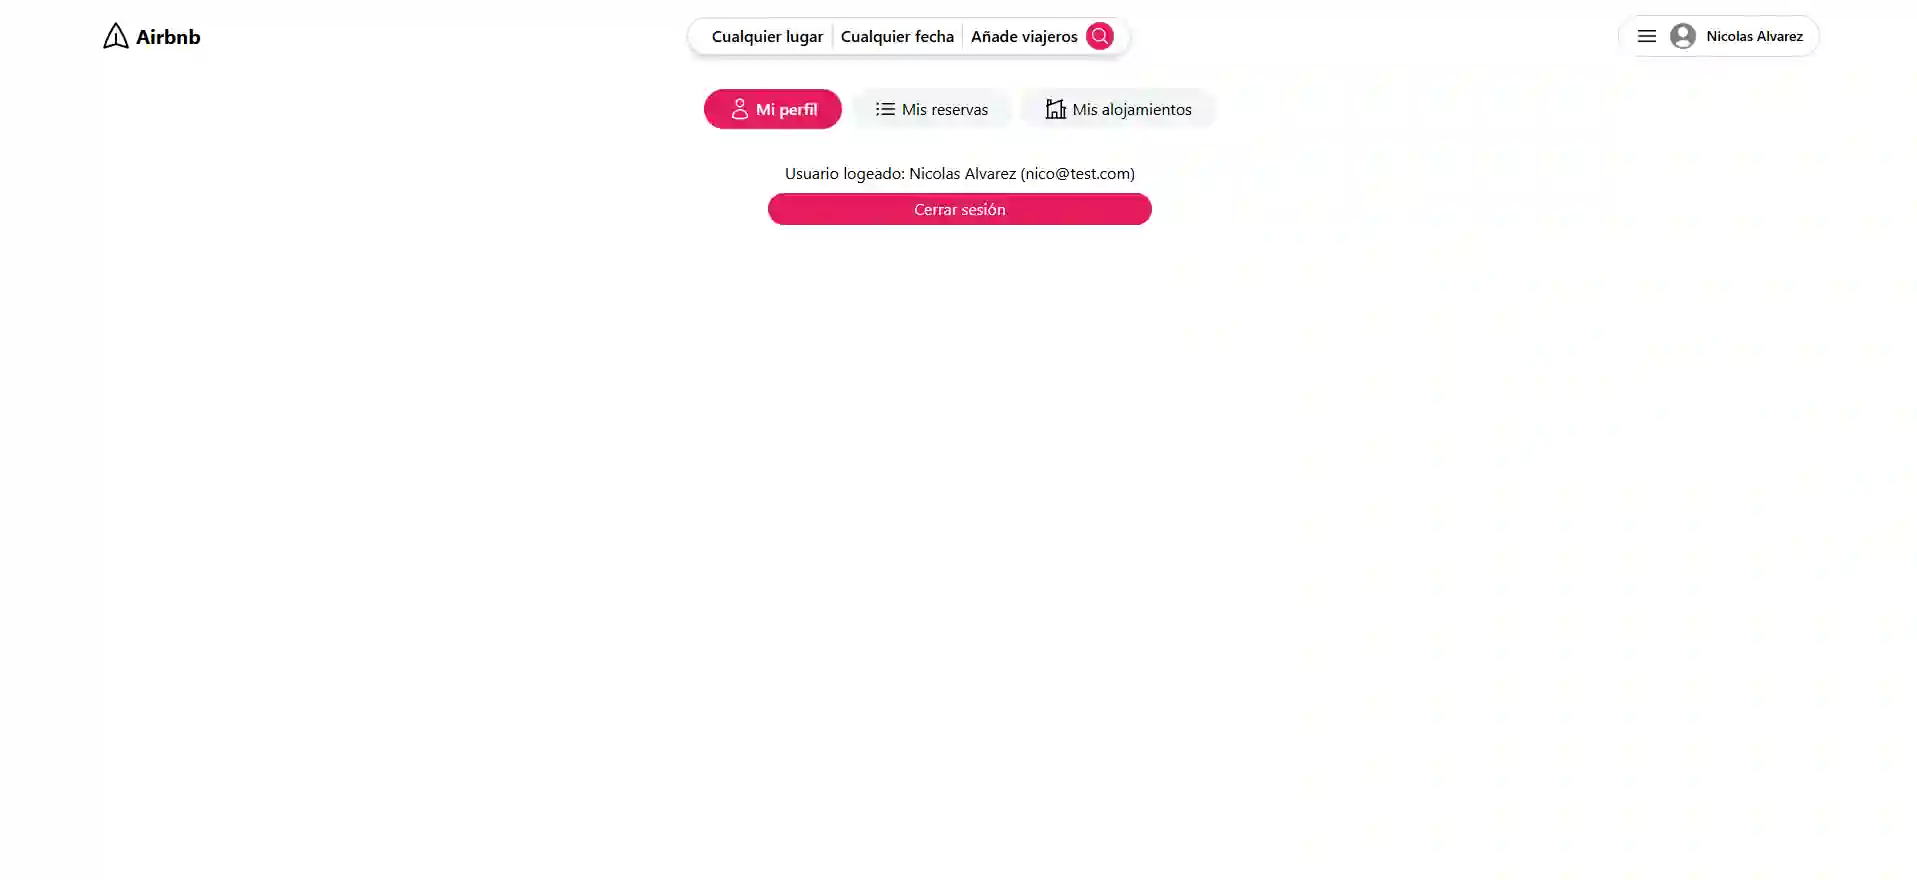 Airbnb
Cualquier lugar
Cualquier fecha
Añade viajeros
Nicolas Alvarez
Mi perfil
Mis reservas
Mis alojamientos
Usuario logeado: Nicolas Alvarez (nico@test.com)
Cerrar sesión